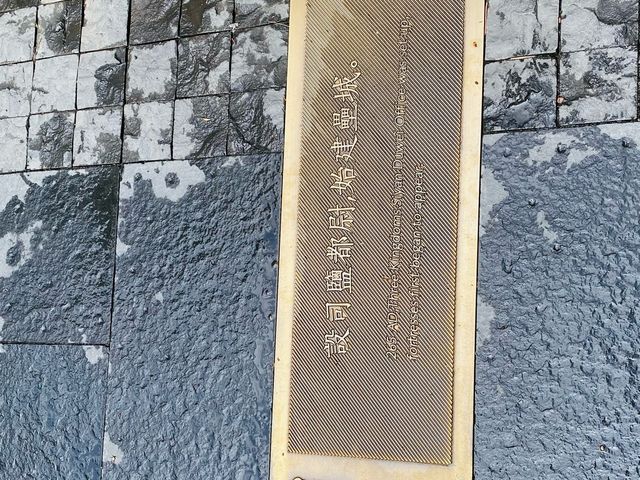 設司鹽都尉,始建壘城。
265 AD, Three Kingdoms Siyan Duwei Office was set up,
fortresses first began to appear.